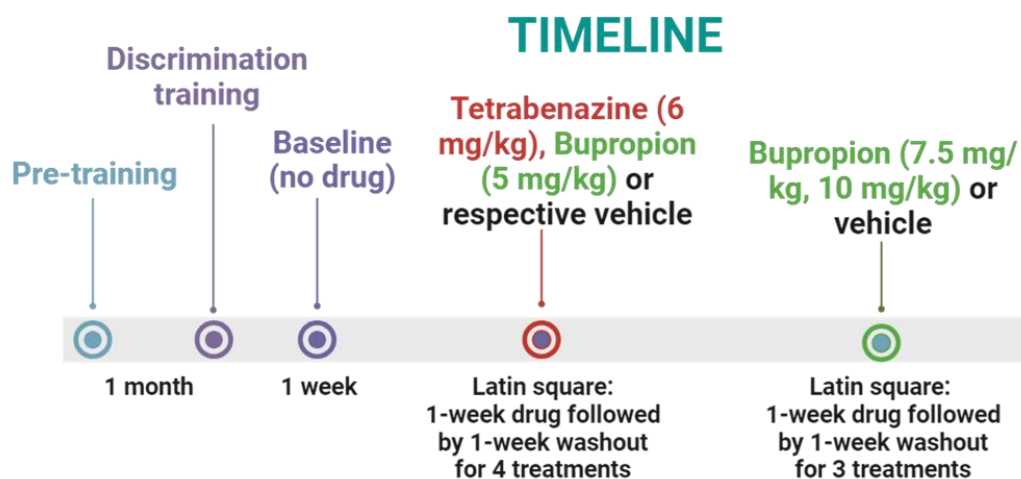 TIMELINE
Discrimination
training
Pre-training
Baseline
(no drug)
Tetrabenazine (6
mg/kg), Bupropion
(5 mg/kg) or
respective vehicle
Bupropion (7.5 mg/
kg, 10 mg/kg) or
vehicle
1 month
1 week
Latin square:
1-week drug followed
by 1-week washout
for 4 treatments
Latin square:
1-week drug followed
by 1-week washout
for 3 treatments